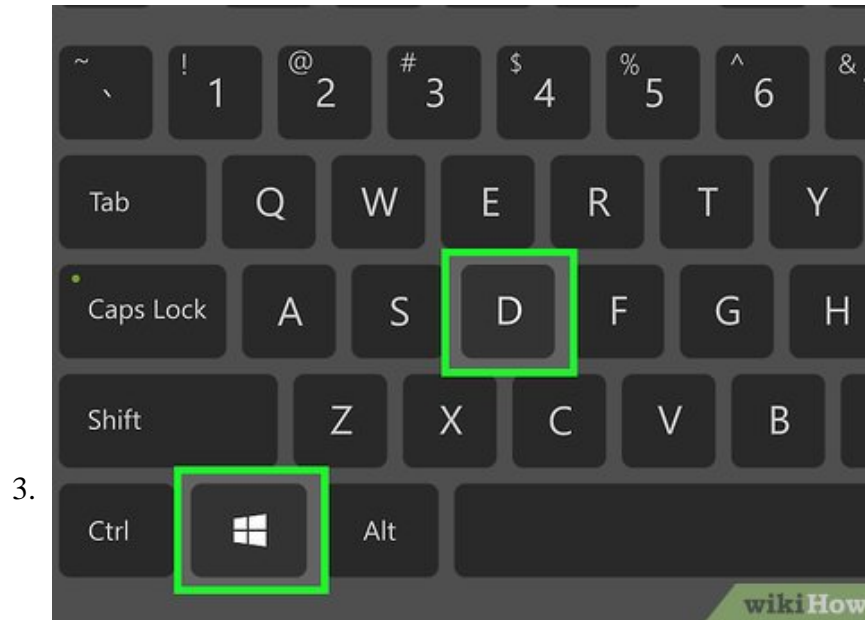 ~ ` ! 1 @ 2 # 3 $ 4 % 5 ^ 6 &
Tab Q W E R T Y
Caps Lock A S D F G H
Shift Z X C V B
3.
Ctrl Alt
wikiHow